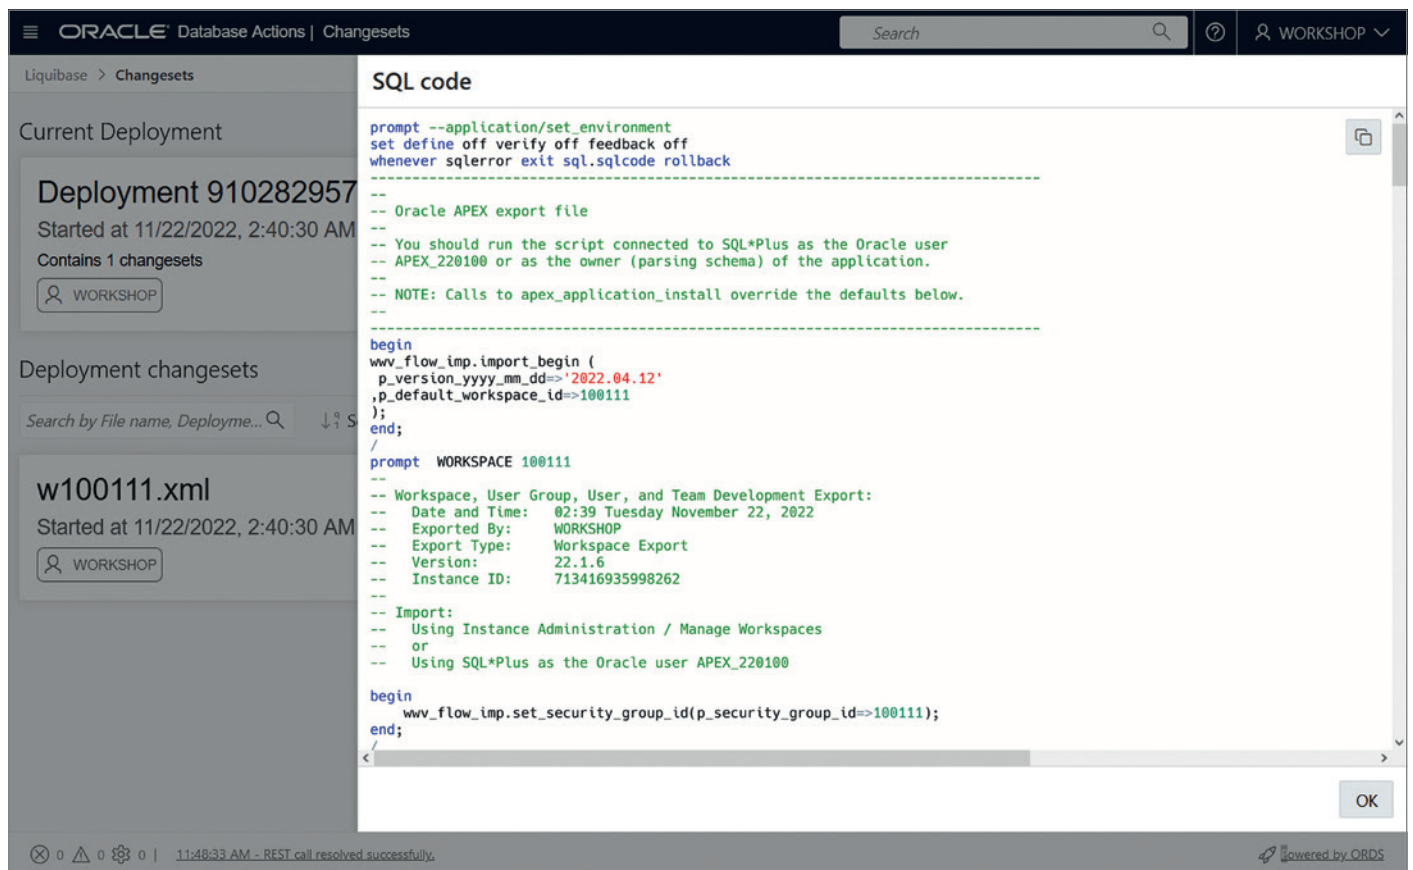 ORACLE Database Actions | Changesets
Search
WORKSHOP
Liquibase > Changesets
Current Deployment
Deployment 910282957
Started at 11/22/2022, 2:40:30 AM
Contains 1 changesets
WORKSHOP
Deployment changesets
Search by File name, Deployme...
w100111.xml
Started at 11/22/2022, 2:40:30 AM
WORKSHOP
SQL code
prompt --application/set_environment
set define off verify off feedback off
whenever sqlerror exit sql.sqlcode rollback
--------------------------------------------------------------------------------
--
-- Oracle APEX export file
--
-- You should run the script connected to SQL*Plus as the Oracle user
-- APEX_220100 or as the owner (parsing schema) of the application.
--
-- NOTE: Calls to apex_application_install override the defaults below.
--
--------------------------------------------------------------------------------
begin
wwv_flow_imp.import_begin (
 p_version_yyyy_mm_dd=>'2022.04.12'
,p_default_workspace_id=>100111
);
end;
/
prompt  WORKSPACE 100111
--
-- Workspace, User Group, User, and Team Development Export:
--   Date and Time:   02:39 Tuesday November 22, 2022
--   Exported By:     WORKSHOP
--   Export Type:     Workspace Export
--   Version:         22.1.6
--   Instance ID:     713416935998262
--
-- Import:
--   Using Instance Administration / Manage Workspaces
--   or
--   Using SQL*Plus as the Oracle user APEX_220100
begin
    wwv_flow_imp.set_security_group_id(p_security_group_id=>100111);
end;
/
OK
0 0 0 | 11:48:33 AM - REST call resolved successfully.
Powered by ORDS